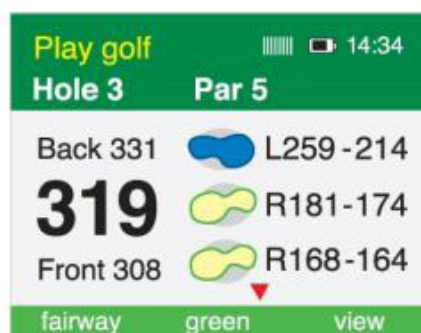 Play golf 14:34
Hole 3 Par 5
Back 331 L259-214
319 R181-174
Front 308 R168-164
fairway green view